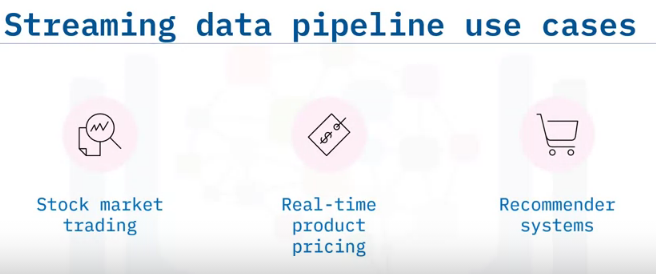 Streaming data pipeline use cases
Stock market
trading
Real-time
product
pricing
Recommender
systems